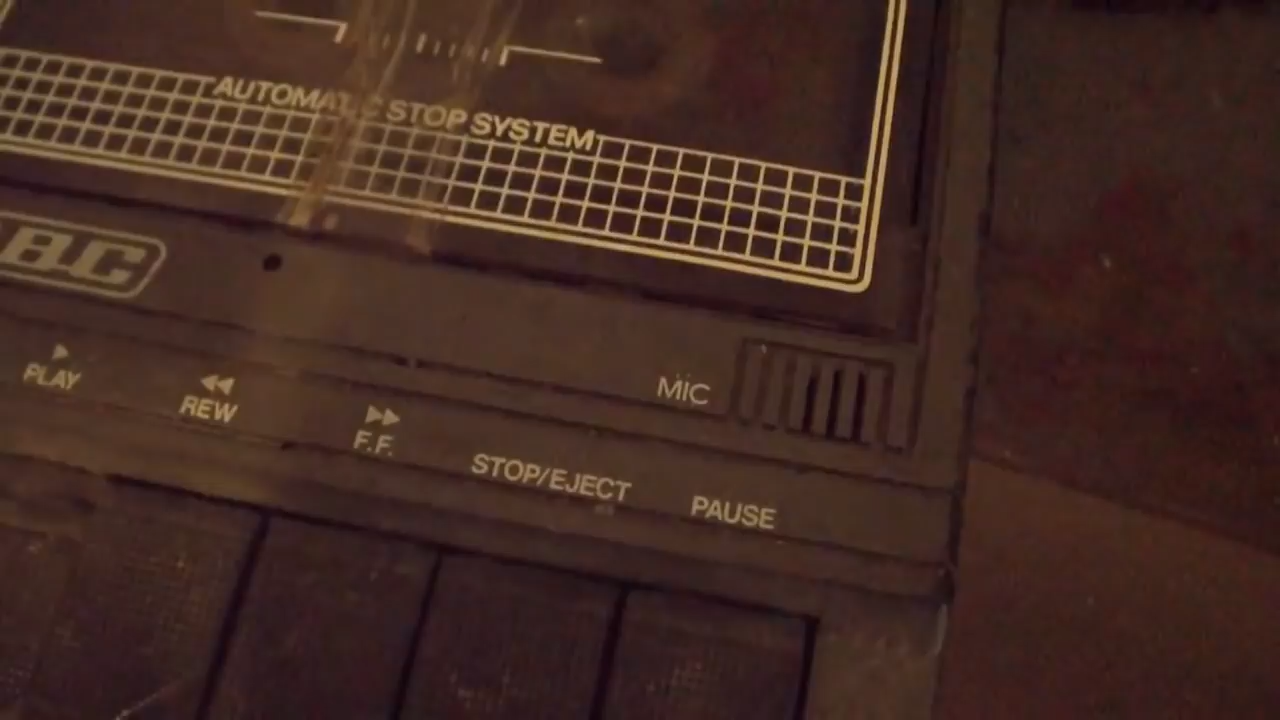 AUTOMATIC STOP SYSTEM
PLAY
REW
F.F.
STOP/EJECT
PAUSE
MIC